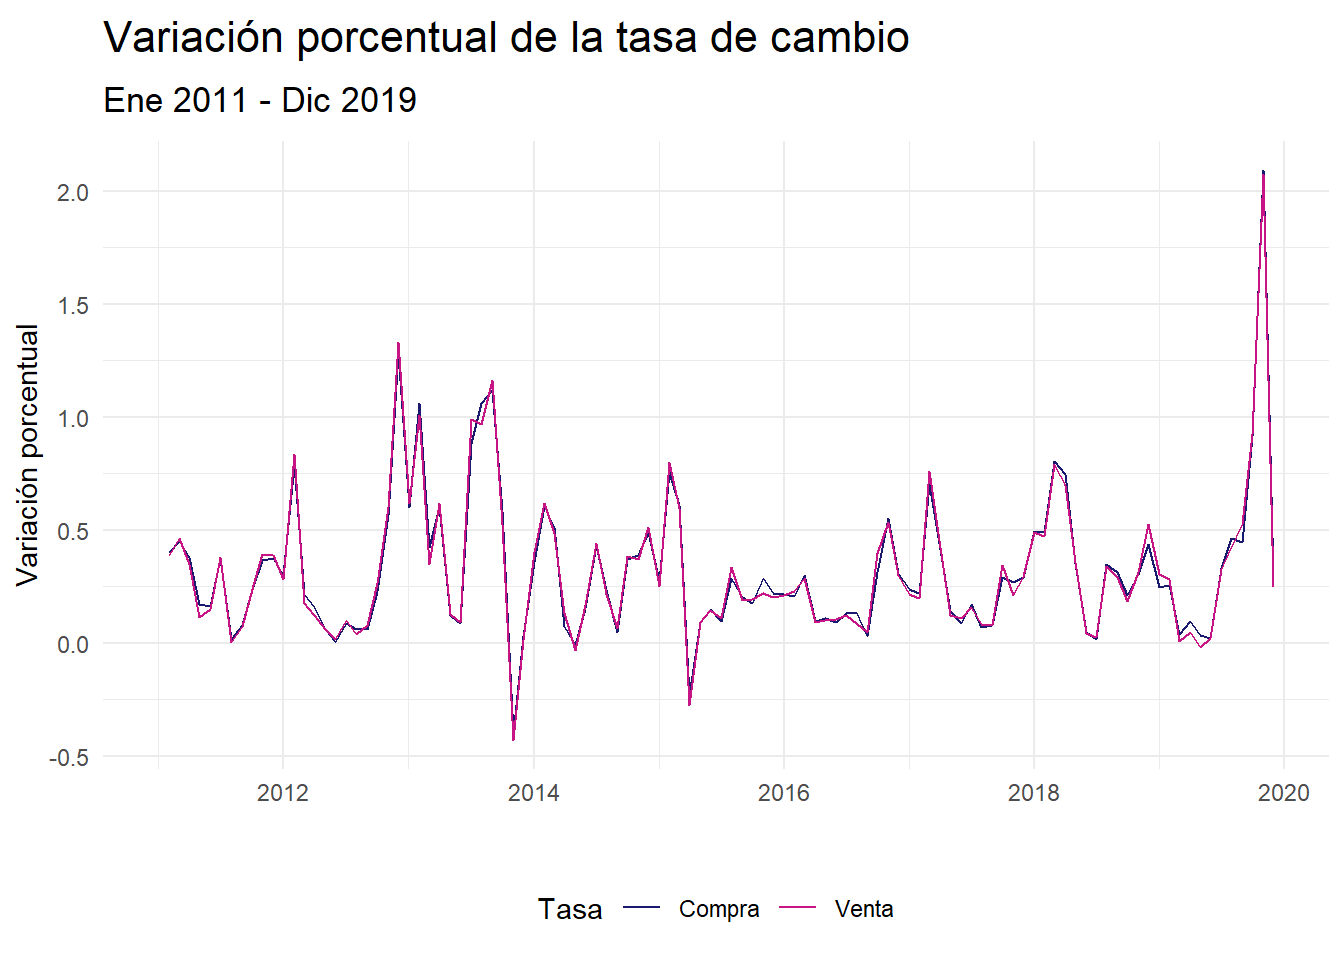 Variación porcentual de la tasa de cambio
Ene 2011 - Dic 2019
Variación porcentual
2.0
1.5
1.0
0.5
0.0
-0.5
2012 2014 2016 2018 2020
Tasa Compra Venta